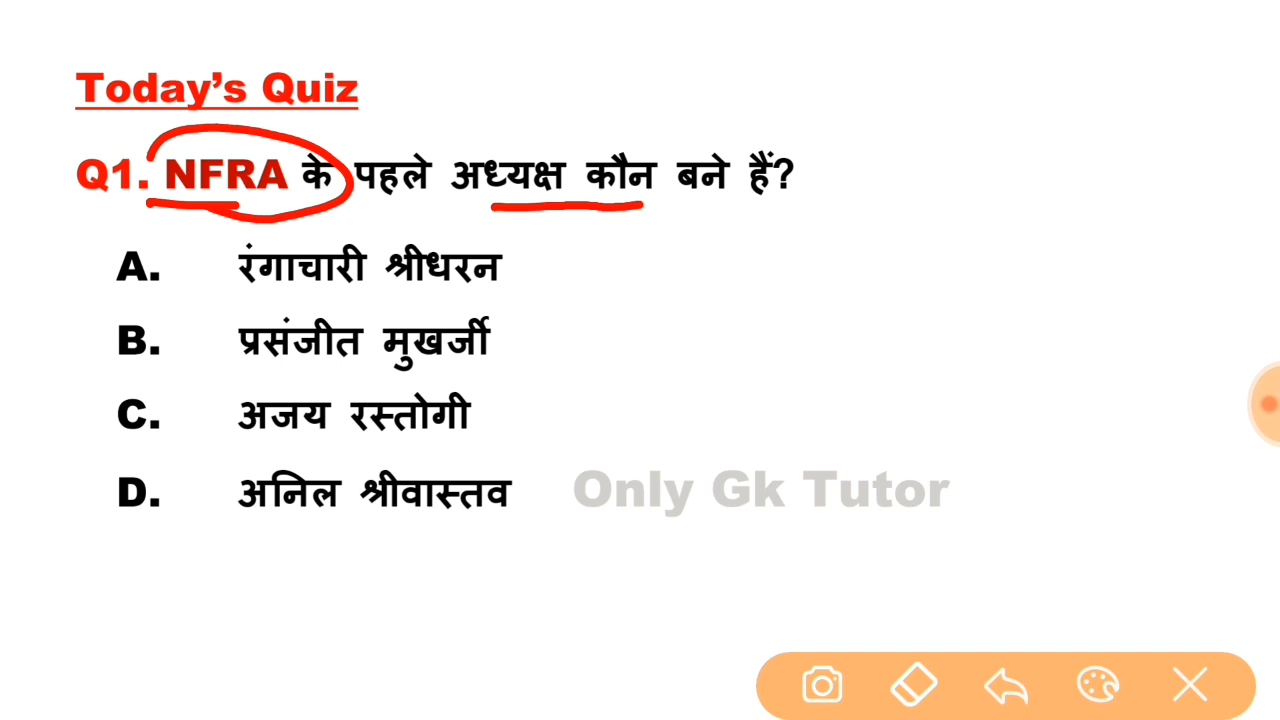 Today’s Quiz
Q1. NFRA के पहले अध्यक्ष कौन बने हैं?
A. रंगाचारी श्रीधरन
B. प्रसंजीत मुखर्जी
C. अजय रस्तोगी
D. अनिल श्रीवास्तव
Only Gk Tutor